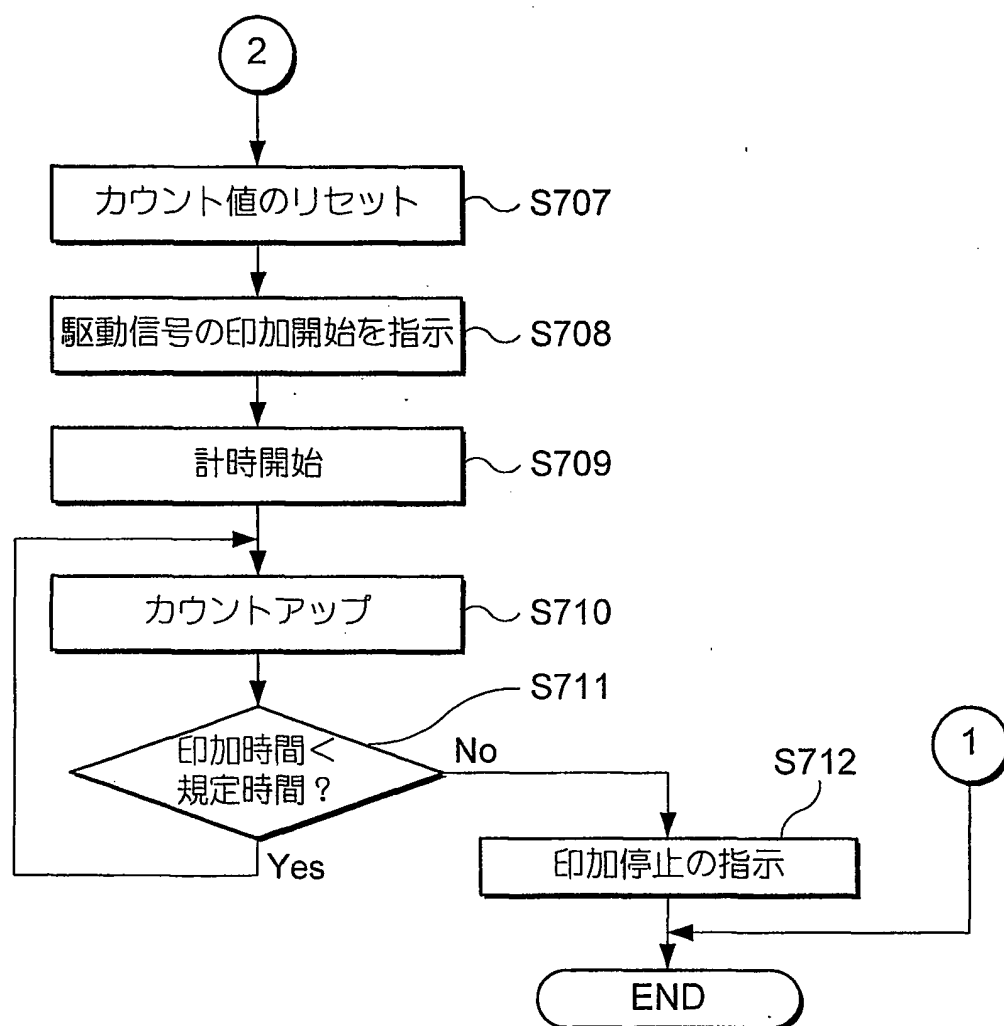 2
カウント値のリセット
S707
駆動信号の印加開始を指示
S708
計時開始
S709
カウントアップ
S710
S711
印加時間<
規定時間?
No
Yes
S712
1
印加停止の指示
END